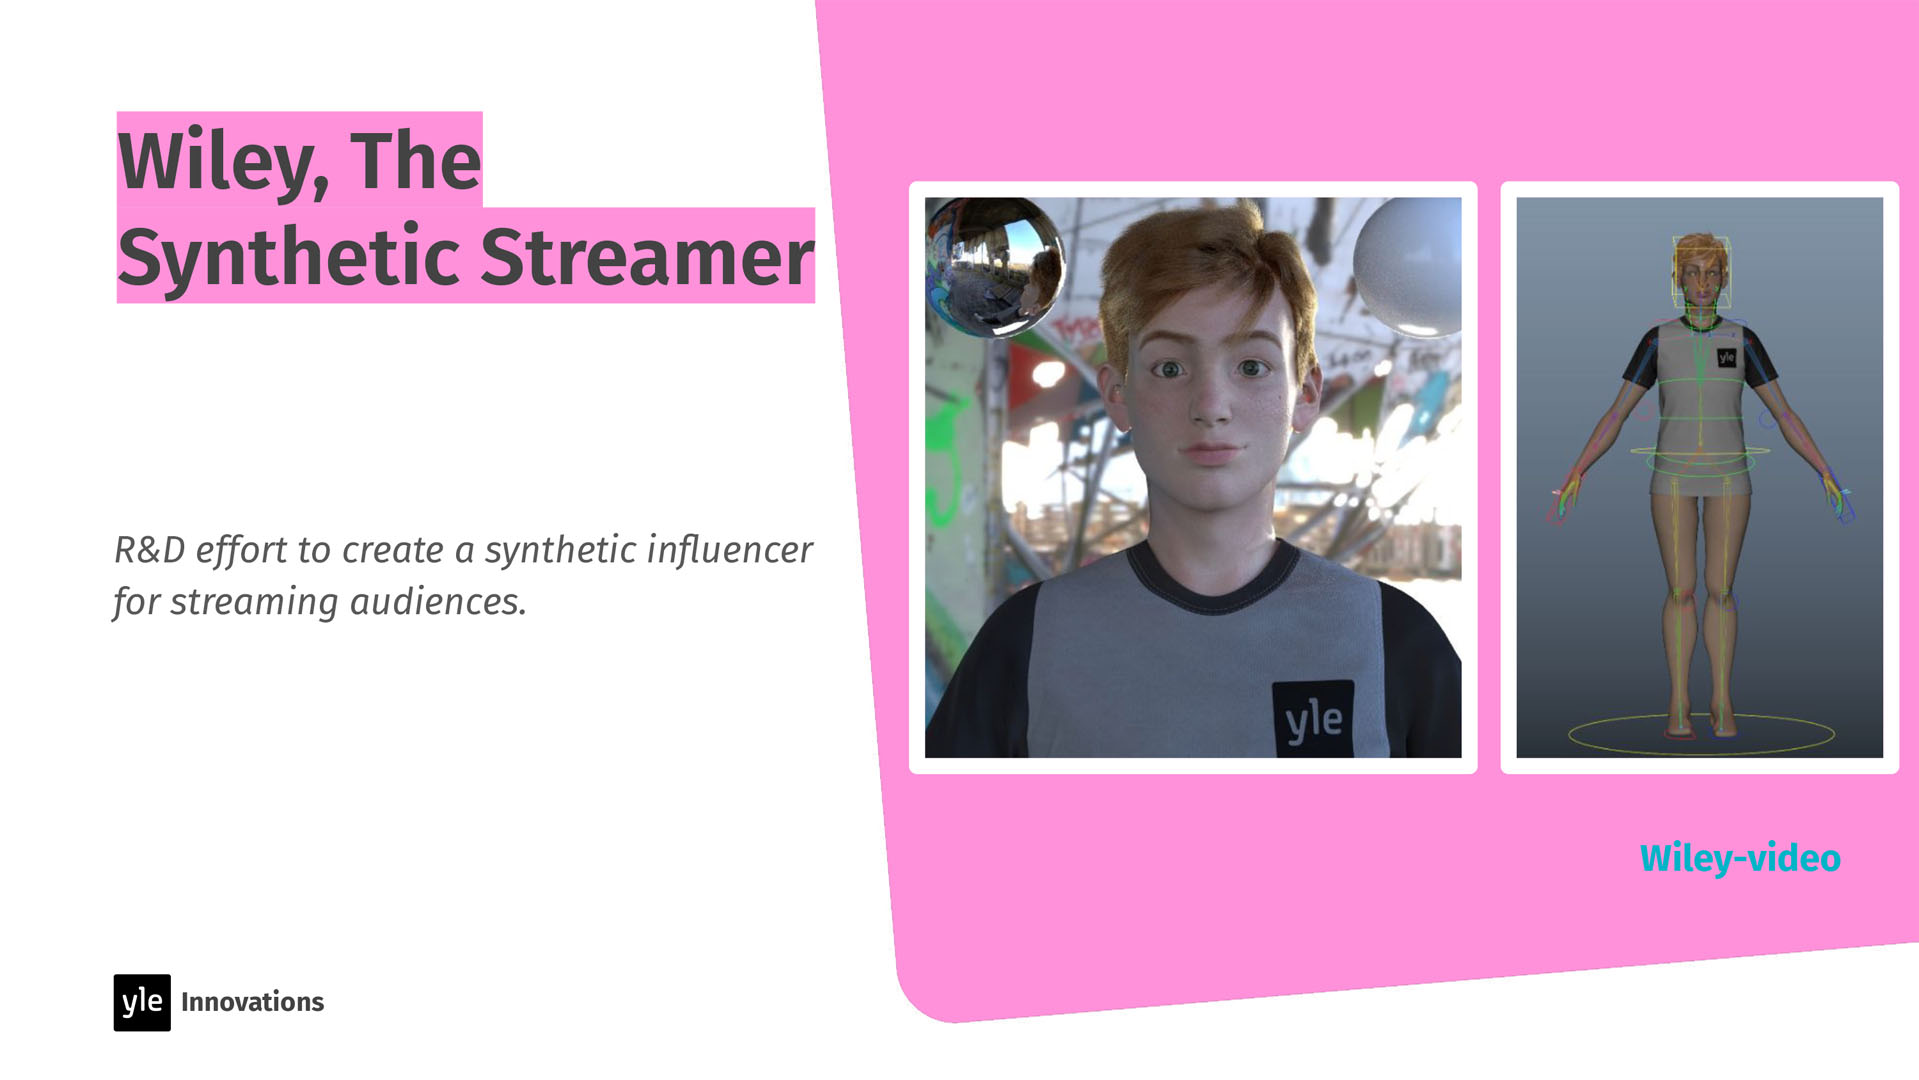 Wiley, The
Synthetic Streamer
R&D effort to create a synthetic influencer
for streaming audiences.
yle
yle
Wiley-video
yle Innovations